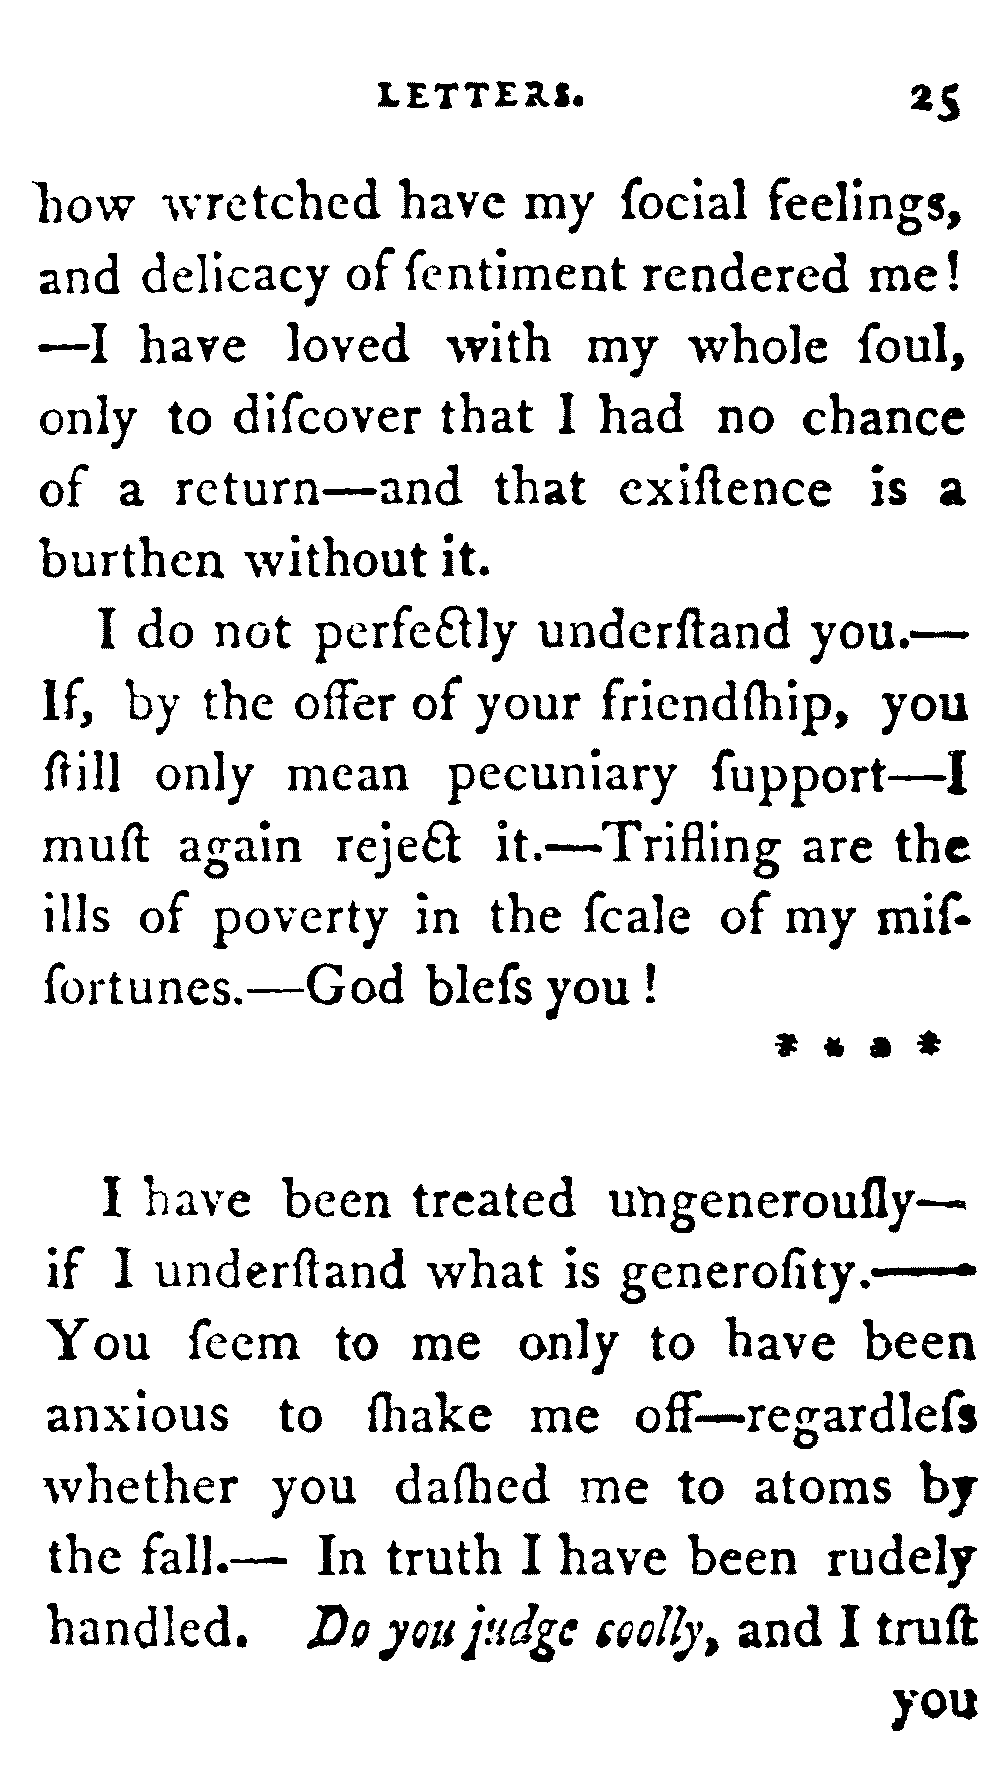 LETTERS. 25
how wretched have my ſocial feelings,
and delicacy of ſentiment rendered me!
—I have loved with my whole ſoul,
only to diſcover that I had no chance
of a return—and that exiſtence is a
burthen without it.
I do not perfectly underſtand you.—
If, by the offer of your friendſhip, you
ſtill only mean pecuniary ſupport—I
muſt again reject it.—Trifling are the
ills of poverty in the ſcale of my miſ-
fortunes.—God bleſs you!
* * * *
I have been treated ungenerouſly—
if I underſtand what is generoſity.——
You ſeem to me only to have been
anxious to ſhake me off—regardleſs
whether you daſhed me to atoms by
the fall.— In truth I have been rudely
handled. Do you judge coolly, and I truſt
you